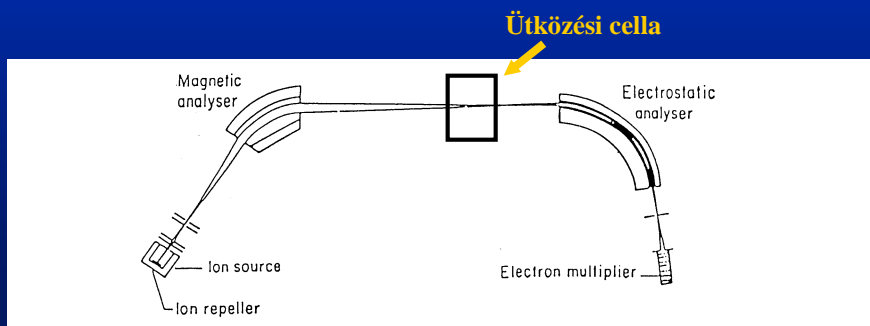 Ütközési cella
Magnetic
analyser
Electrostatic
analyser
Ion source
Electron multiplier
Ion repeller